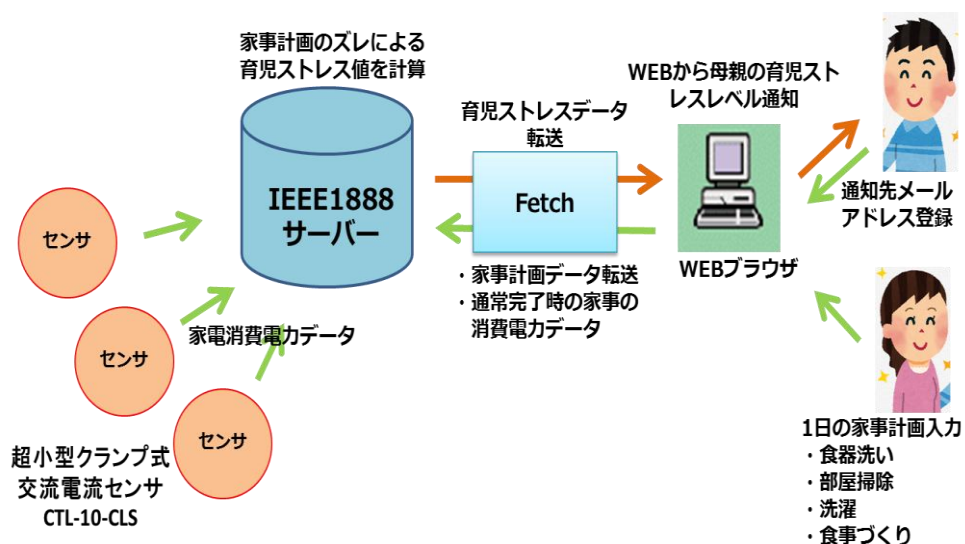 家事計画のズレによる
育児ストレス値を計算
IEEE1888
サーバー
センサ
センサ
センサ
家電消費電力データ
超小型クランプ式
交流電流センサ
CTL-10-CLS
育児ストレスデータ
転送
Fetch
・家事計画データ転送
・通常完了時の家事の
消費電力データ
WEBから母親の育児スト
レスレベル通知
WEBブラウザ
通知先メール
アドレス登録
1日の家事計画入力
・食器洗い
・部屋掃除
・洗濯
・食事づくり